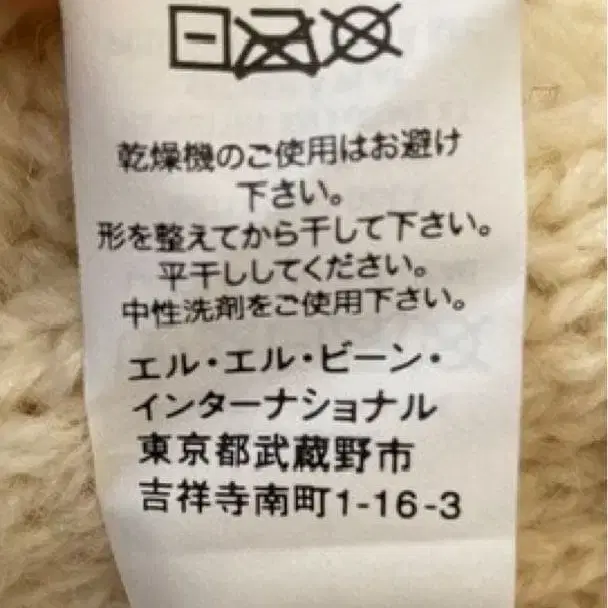 乾燥機のご使用はお避け
下さい。
形を整えてから干して下さい。
平干ししてください。
中性洗剤をご使用下さい。
エル・エル・ビーン・
インターナショナル
東京都武蔵野市
吉祥寺南町1-16-3